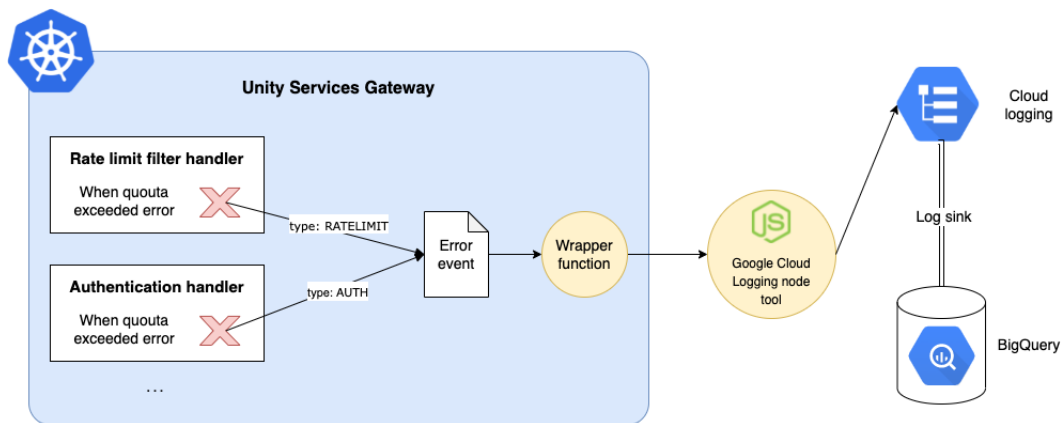 Unity Services Gateway
Rate limit filter handler
When quouta
exceeded error
type: RATELIMIT
Authentication handler
When quouta
exceeded error
type: AUTH
...
Error
event
Wrapper
function
JS
Google Cloud
Logging node
tool
Cloud
logging
Log sink
BigQuery